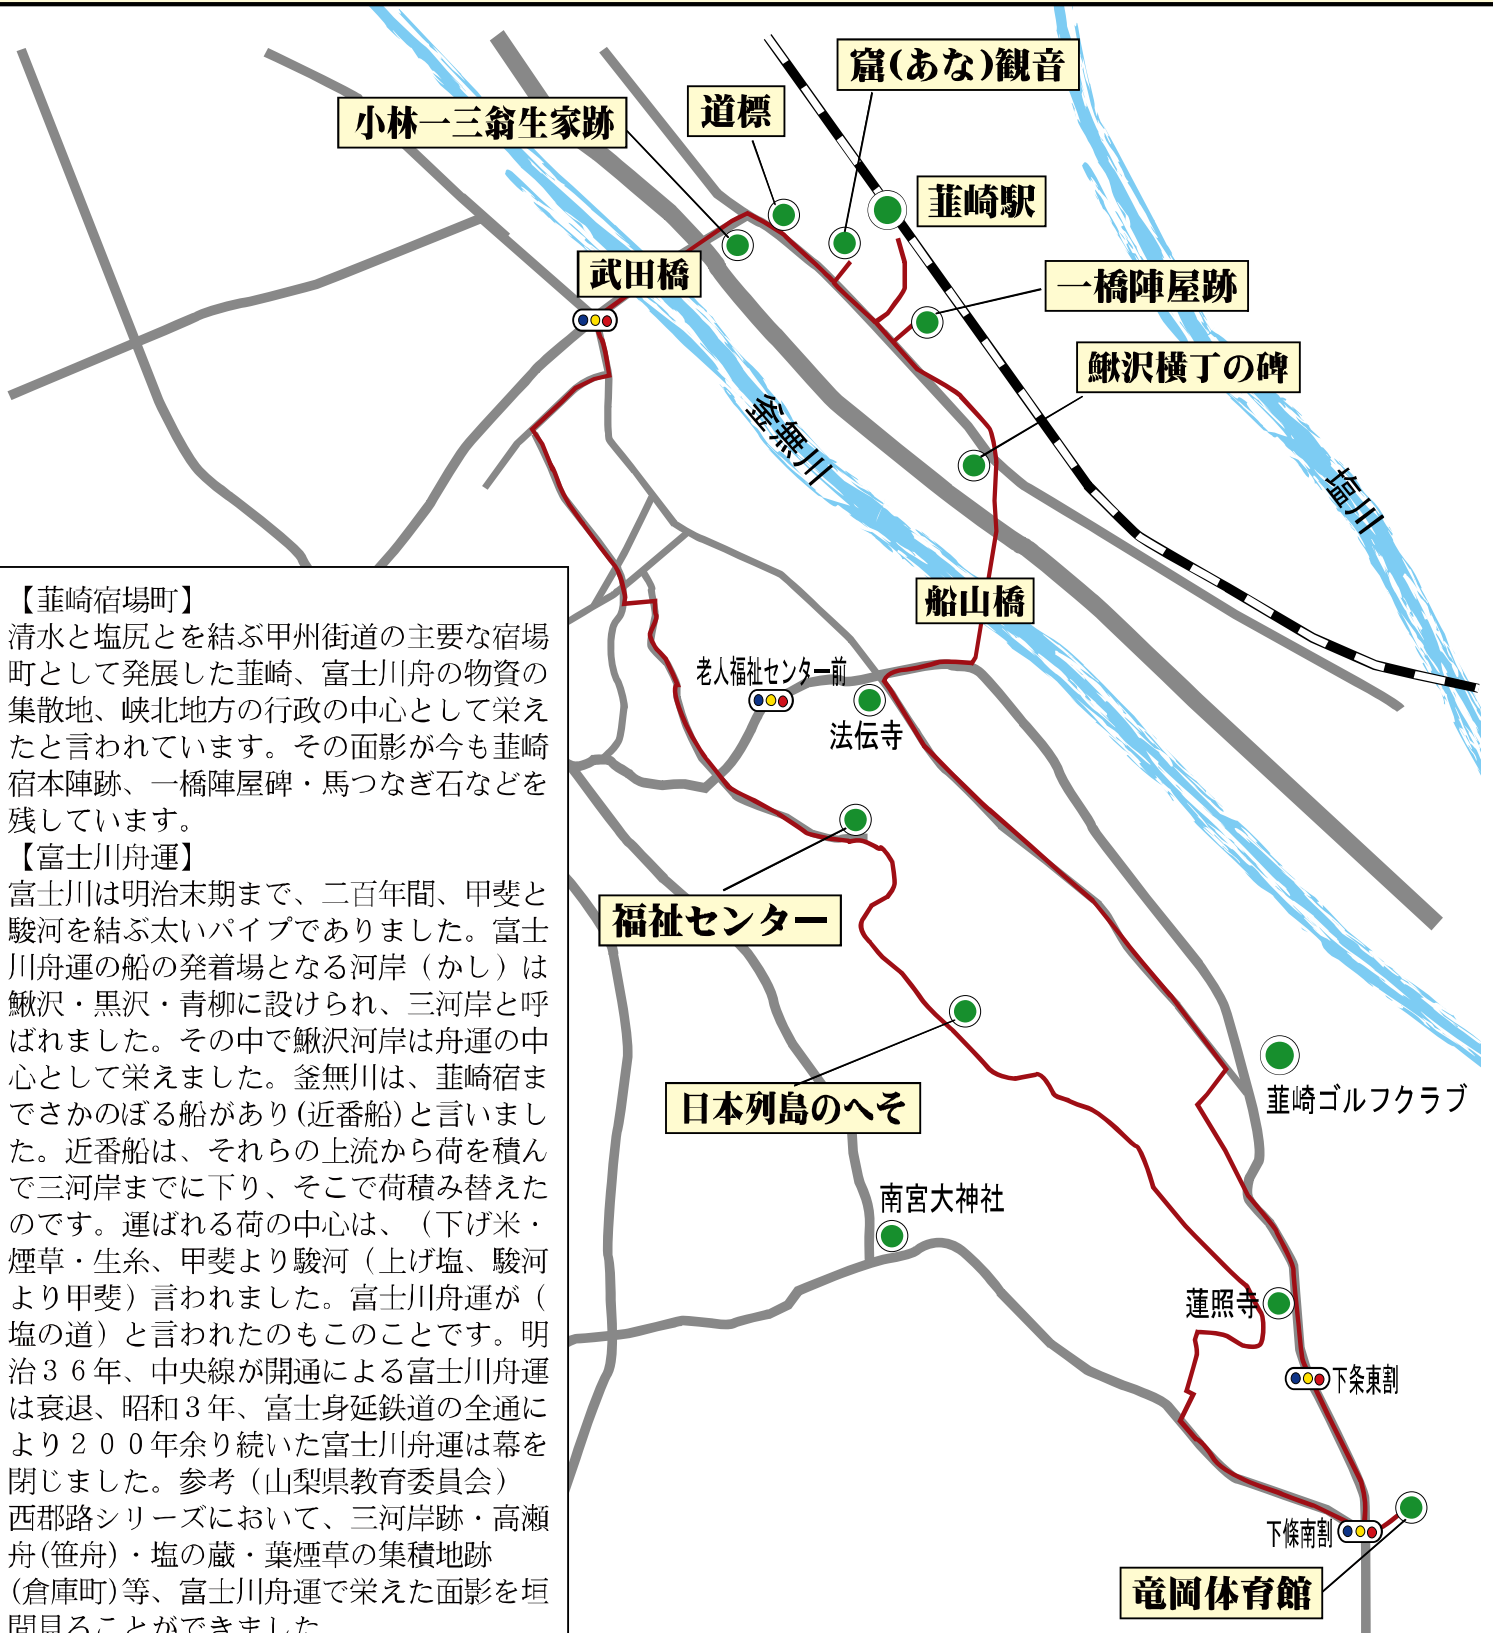 窟(あな)観音
道標
小林一三翁生家跡
韮崎駅
武田橋
一橋陣屋跡
鰍沢横丁の碑
釜無川
塩川
船山橋
老人福祉センター前
法伝寺
福祉センター
日本列島のへそ
韮崎ゴルフクラブ
南宮大神社
蓮照寺
下条東割
下條南割
竜岡体育館
【韮崎宿場町】
清水と塩尻とを結ぶ甲州街道の主要な宿場
町として発展した韮崎、富士川舟の物資の
集散地、峡北地方の行政の中心として栄え
たと言われています。その面影が今も韮崎
宿本陣跡、一橋陣屋碑・馬つなぎ石などを
残しています。
【富士川舟運】
富士川は明治末期まで、二百年間、甲斐と
駿河を結ぶ太いパイプでありました。富士
川舟運の船の発着場となる河岸（かし）は
鰍沢・黒沢・青柳に設けられ、三河岸と呼
ばれました。その中で鰍沢河岸は舟運の中
心として栄えました。釜無川は、韮崎宿ま
でさかのぼる船があり(近番船)と言いまし
た。近番船は、それらの上流から荷を積ん
で三河岸までに下り、そこで荷積み替えた
のです。運ばれる荷の中心は、（下げ米・
煙草・生糸、甲斐より駿河（上げ塩、駿河
より甲斐）言われました。富士川舟運が（
塩の道）と言われたのもこのことです。明
治３６年、中央線が開通による富士川舟運
は衰退、昭和３年、富士身延鉄道の全通に
より２００年余り続いた富士川舟運は幕を
閉じました。参考（山梨県教育委員会）
西郡路シリーズにおいて、三河岸跡・高瀬
舟(笹舟)・塩の蔵・葉煙草の集積地跡
(倉庫町)等、富士川舟運で栄えた面影を垣
間見ることができました